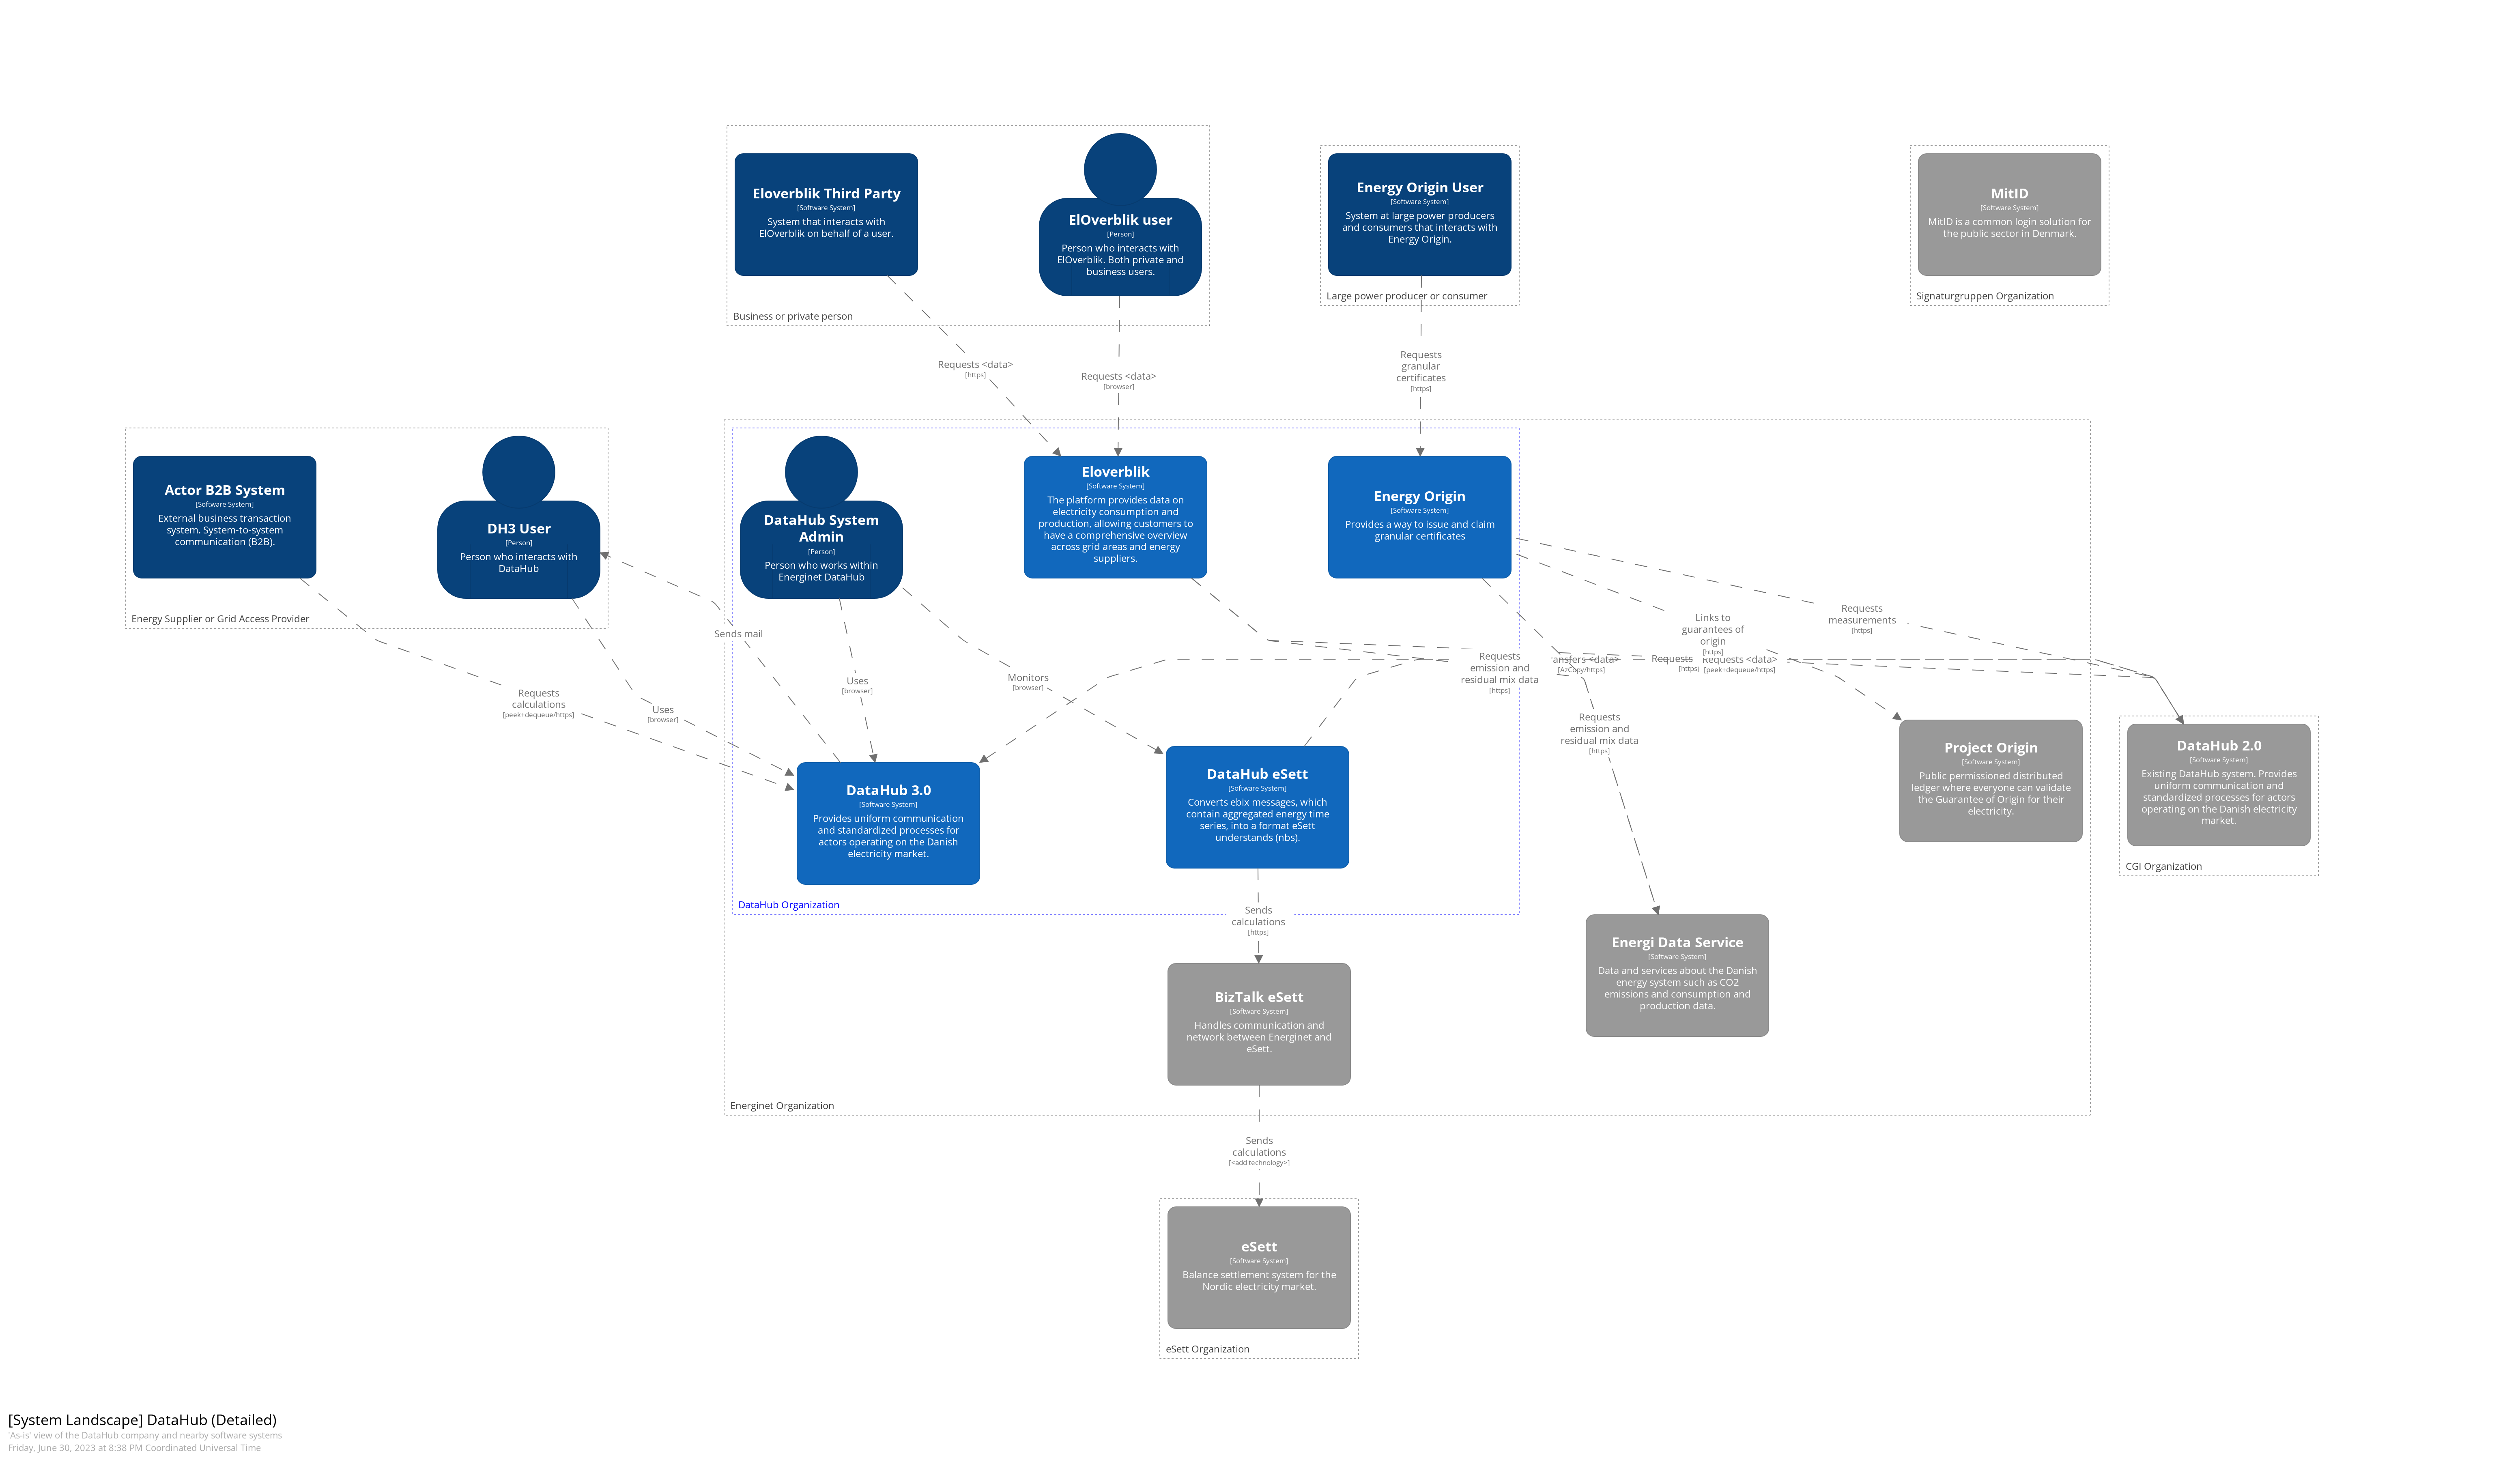 Eloverblik Third Party
[Software System]
System that interacts with
ElOverblik on behalf of a user.
ElOverblik user
[Person]
Person who interacts with
ElOverblik. Both private and
business users.
Business or private person
Energy Origin User
[Software System]
System at large power producers
and consumers that interacts with
Energy Origin.
Large power producer or consumer
MitID
[Software System]
MitID is a common login solution for
the public sector in Denmark.
Signaturgruppen Organization
Requests <data>
[https]
Requests <data>
[browser]
Requests
granular
certificates
[https]
Actor B2B System
[Software System]
External business transaction
system. System-to-system
communication (B2B).
DH3 User
[Person]
Person who interacts with
DataHub
Energy Supplier or Grid Access Provider
DataHub System
Admin
[Person]
Person who works within
Energinet DataHub
Eloverblik
[Software System]
The platform provides data on
electricity consumption and
production, allowing customers to
have a comprehensive overview
across grid areas and energy
suppliers.
Energy Origin
[Software System]
Provides a way to issue and claim
granular certificates
Sends mail
Requests
calculations
[peek+dequeue/https]
Uses
[browser]
Uses
[browser]
Monitors
[browser]
Requests
emission and
residual mix data
[https]
ansfers <data>
[AzCopy/https]
Requests
[https]
Requests <data>
[peek+dequeue/https]
Links to
guarantees of
origin
[https]
Requests
measurements
[https]
Requests
emission and
residual mix data
[https]
DataHub 3.0
[Software System]
Provides uniform communication
and standardized processes for
actors operating on the Danish
electricity market.
DataHub eSett
[Software System]
Converts ebix messages, which
contain aggregated energy time
series, into a format eSett
understands (nbs).
DataHub Organization
Project Origin
[Software System]
Public permissioned distributed
ledger where everyone can validate
the Guarantee of Origin for their
electricity.
DataHub 2.0
[Software System]
Existing DataHub system. Provides
uniform communication and
standardized processes for actors
operating on the Danish electricity
market.
CGI Organization
Sends
calculations
[https]
BizTalk eSett
[Software System]
Handles communication and
network between Energinet and
eSett.
Energi Data Service
[Software System]
Data and services about the Danish
energy system such as CO2
emissions and consumption and
production data.
Energinet Organization
Sends
calculations
[<add technology>]
eSett
[Software System]
Balance settlement system for the
Nordic electricity market.
eSett Organization
[System Landscape] DataHub (Detailed)
'As-is' view of the DataHub company and nearby software systems
Friday, June 30, 2023 at 8:38 PM Coordinated Universal Time